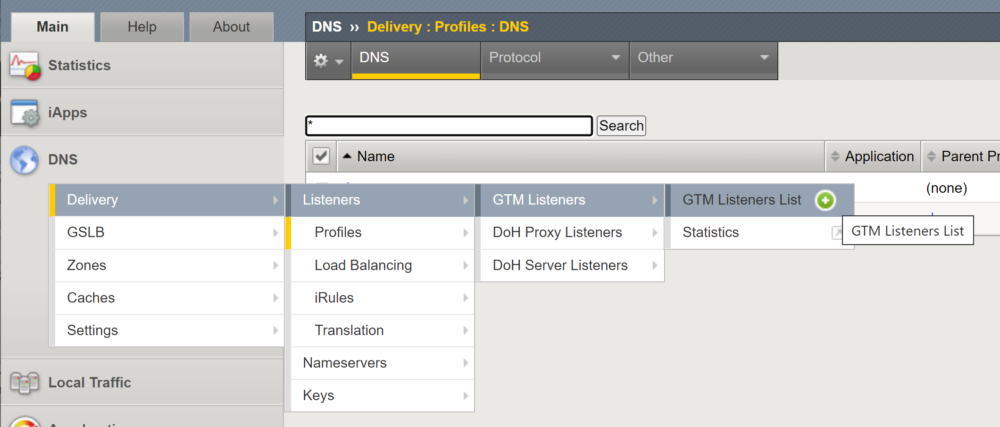 Main
Help
About
DNS ›› Delivery : Profiles : DNS
DNS
Protocol
Other
Statistics
iApps
DNS
*
Search
Name
Application
(none)
Delivery
GSLB
Zones
Caches
Settings
Listeners
Profiles
Load Balancing
iRules
Translation
Nameservers
Keys
GTM Listeners
DoH Proxy Listeners
DoH Server Listeners
GTM Listeners List
Statistics
GTM Listeners List
Local Traffic